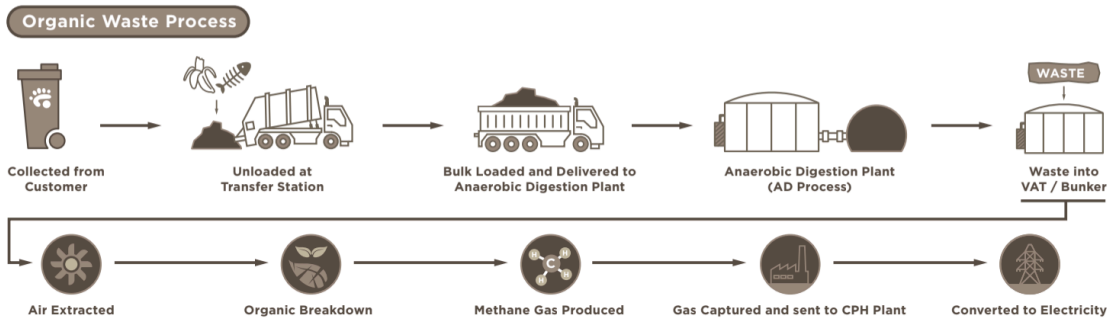 Organic Waste Process
WASTE
Collected from
Customer
Unloaded at
Transfer Station
Bulk Loaded and Delivered to
Anaerobic Digestion Plant
Anaerobic Digestion Plant
(AD Process)
Waste into
VAT / Bunker
H
H
C
H
H
Air Extracted
Organic Breakdown
Methane Gas Produced
Gas Captured and sent to CPH Plant
Converted to Electricity